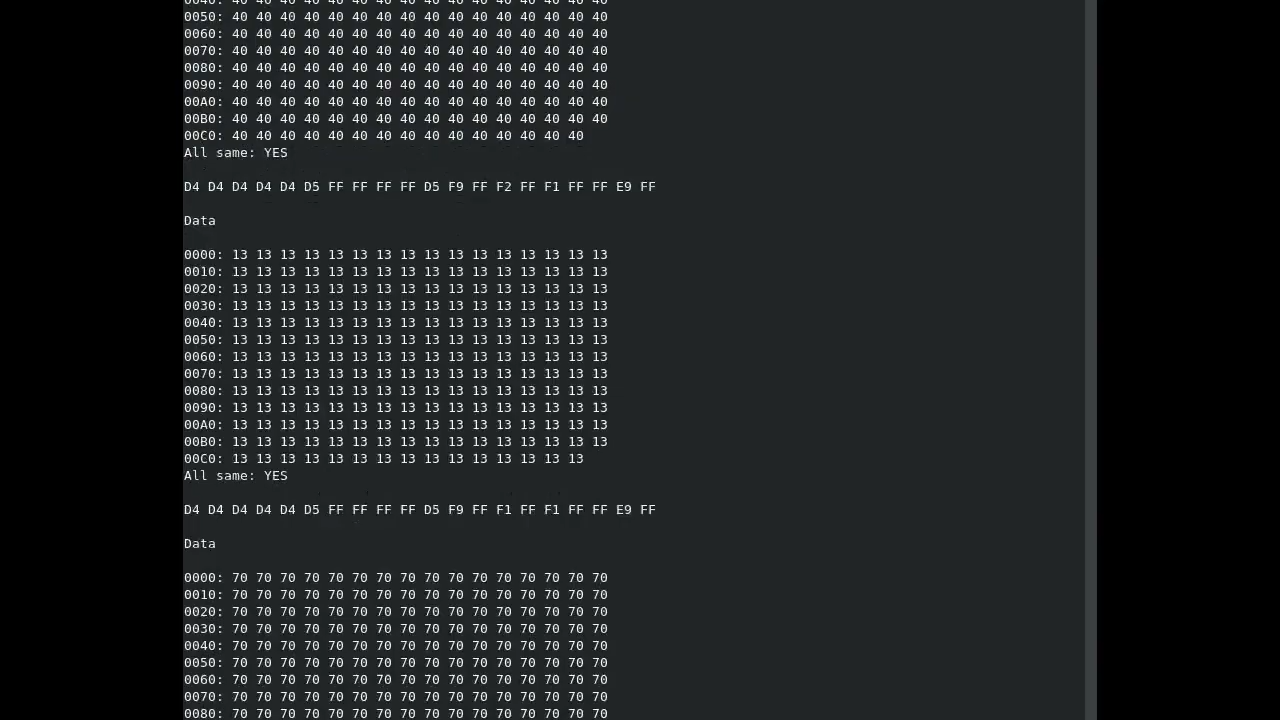 0040: 40 40 40 40 40 40 40 40 40 40 40 40 40 40 40 40
0050: 40 40 40 40 40 40 40 40 40 40 40 40 40 40 40 40
0060: 40 40 40 40 40 40 40 40 40 40 40 40 40 40 40 40
0070: 40 40 40 40 40 40 40 40 40 40 40 40 40 40 40 40
0080: 40 40 40 40 40 40 40 40 40 40 40 40 40 40 40 40
0090: 40 40 40 40 40 40 40 40 40 40 40 40 40 40 40 40
00A0: 40 40 40 40 40 40 40 40 40 40 40 40 40 40 40 40
00B0: 40 40 40 40 40 40 40 40 40 40 40 40 40 40 40 40
00C0: 40 40 40 40 40 40 40 40 40 40 40 40 40 40 40
All same: YES
D4 D4 D4 D4 D4 D5 FF FF FF FF D5 F9 FF F2 FF F1 FF FF E9 FF
Data
0000: 13 13 13 13 13 13 13 13 13 13 13 13 13 13 13 13
0010: 13 13 13 13 13 13 13 13 13 13 13 13 13 13 13 13
0020: 13 13 13 13 13 13 13 13 13 13 13 13 13 13 13 13
0030: 13 13 13 13 13 13 13 13 13 13 13 13 13 13 13 13
0040: 13 13 13 13 13 13 13 13 13 13 13 13 13 13 13 13
0050: 13 13 13 13 13 13 13 13 13 13 13 13 13 13 13 13
0060: 13 13 13 13 13 13 13 13 13 13 13 13 13 13 13 13
0070: 13 13 13 13 13 13 13 13 13 13 13 13 13 13 13 13
0080: 13 13 13 13 13 13 13 13 13 13 13 13 13 13 13 13
0090: 13 13 13 13 13 13 13 13 13 13 13 13 13 13 13 13
00A0: 13 13 13 13 13 13 13 13 13 13 13 13 13 13 13 13
00B0: 13 13 13 13 13 13 13 13 13 13 13 13 13 13 13 13
00C0: 13 13 13 13 13 13 13 13 13 13 13 13 13 13 13
All same: YES
D4 D4 D4 D4 D4 D5 FF FF FF FF D5 F9 FF F1 FF F1 FF FF E9 FF
Data
0000: 70 70 70 70 70 70 70 70 70 70 70 70 70 70 70 70
0010: 70 70 70 70 70 70 70 70 70 70 70 70 70 70 70 70
0020: 70 70 70 70 70 70 70 70 70 70 70 70 70 70 70 70
0030: 70 70 70 70 70 70 70 70 70 70 70 70 70 70 70 70
0040: 70 70 70 70 70 70 70 70 70 70 70 70 70 70 70 70
0050: 70 70 70 70 70 70 70 70 70 70 70 70 70 70 70 70
0060: 70 70 70 70 70 70 70 70 70 70 70 70 70 70 70 70
0070: 70 70 70 70 70 70 70 70 70 70 70 70 70 70 70 70
0080: 70 70 70 70 70 70 70 70 70 70 70 70 70 70 70 70